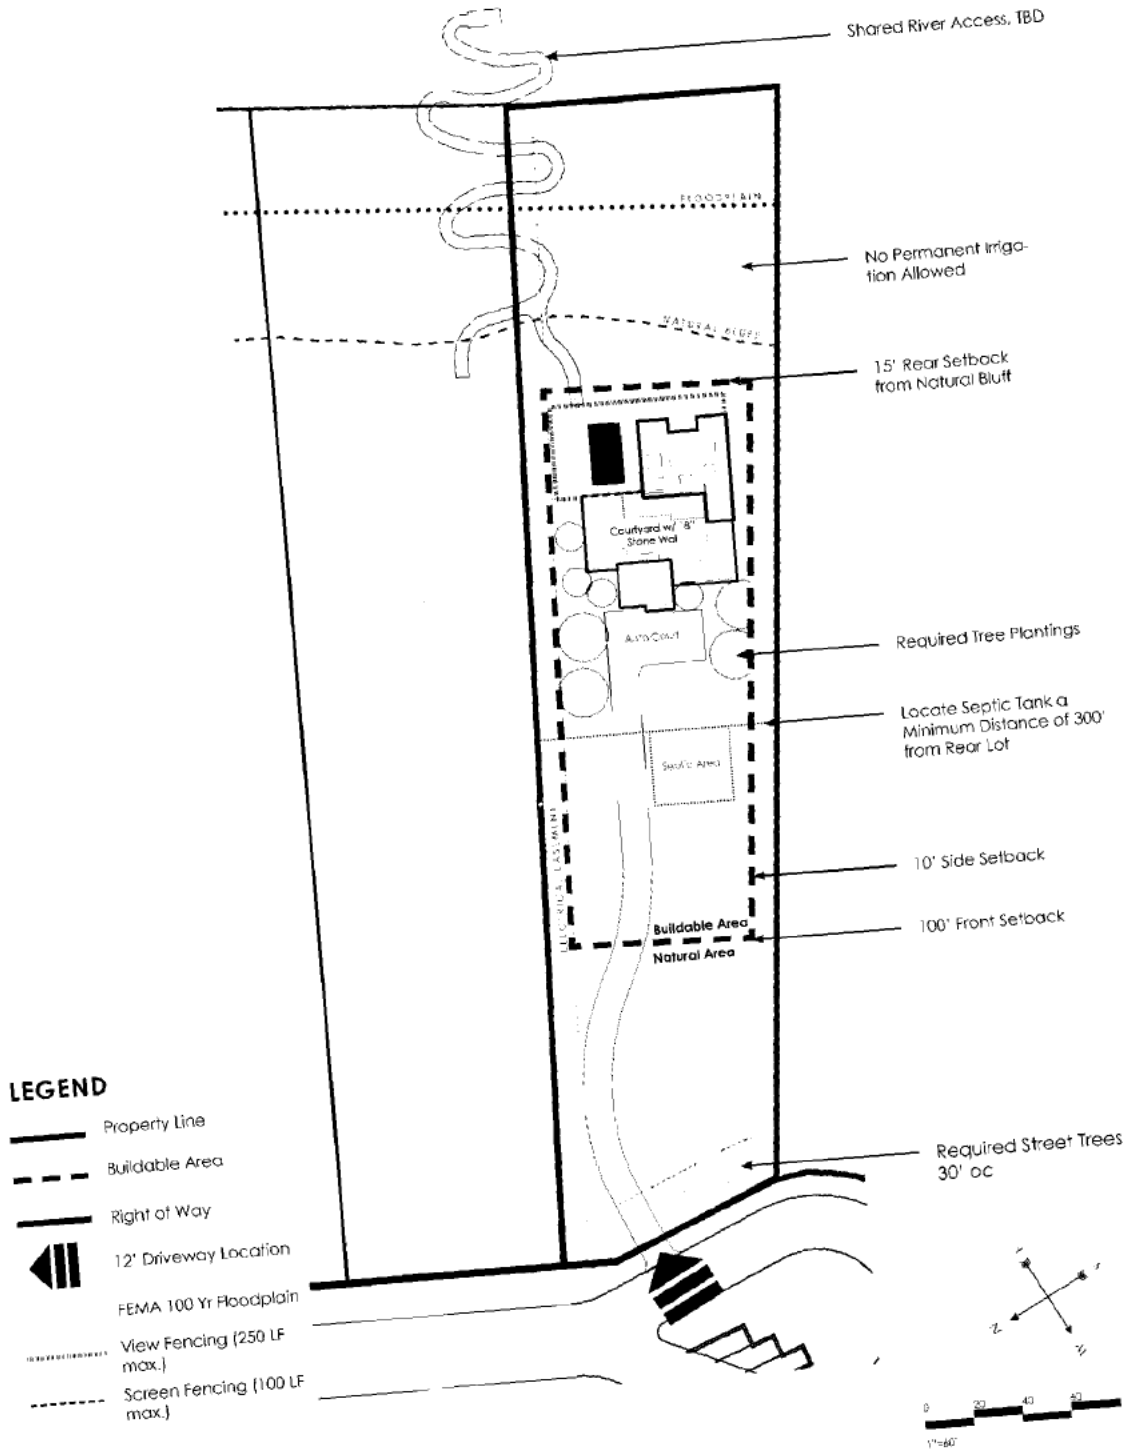 Shared River Access, TBD
FLOODPLAIN
No Permanent Irriga-
tion Allowed
NATURAL BLUFF
15' Rear Setback
from Natural Bluff
Courtyard w/ 8"
Stone Wall
Auto Court
Required Tree Plantings
Locate Septic Tank a
Minimum Distance of 300'
from Rear Lot
Septic Area
ELECTRICAL EASEMENT
10' Side Setback
100' Front Setback
Buildable Area
Natural Area
Required Street Trees
30' oc
LEGEND
Property Line
Buildable Area
Right of Way
12' Driveway Location
FEMA 100 Yr Floodplain
View Fencing (250 LF
max.)
Screen Fencing (100 LF
max.)
N
0 20 40 60
1"=60'